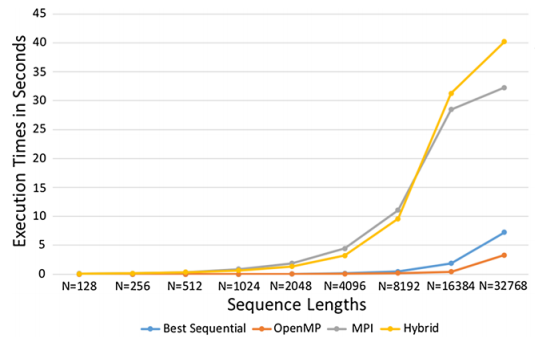 45
40
35
30
25
20
15
10
5
0
Execution Times in Seconds
N=128 N=256 N=512 N=1024 N=2048 N=4096 N=8192 N=16384 N=32768
Sequence Lengths
Best Sequential OpenMP MPI Hybrid